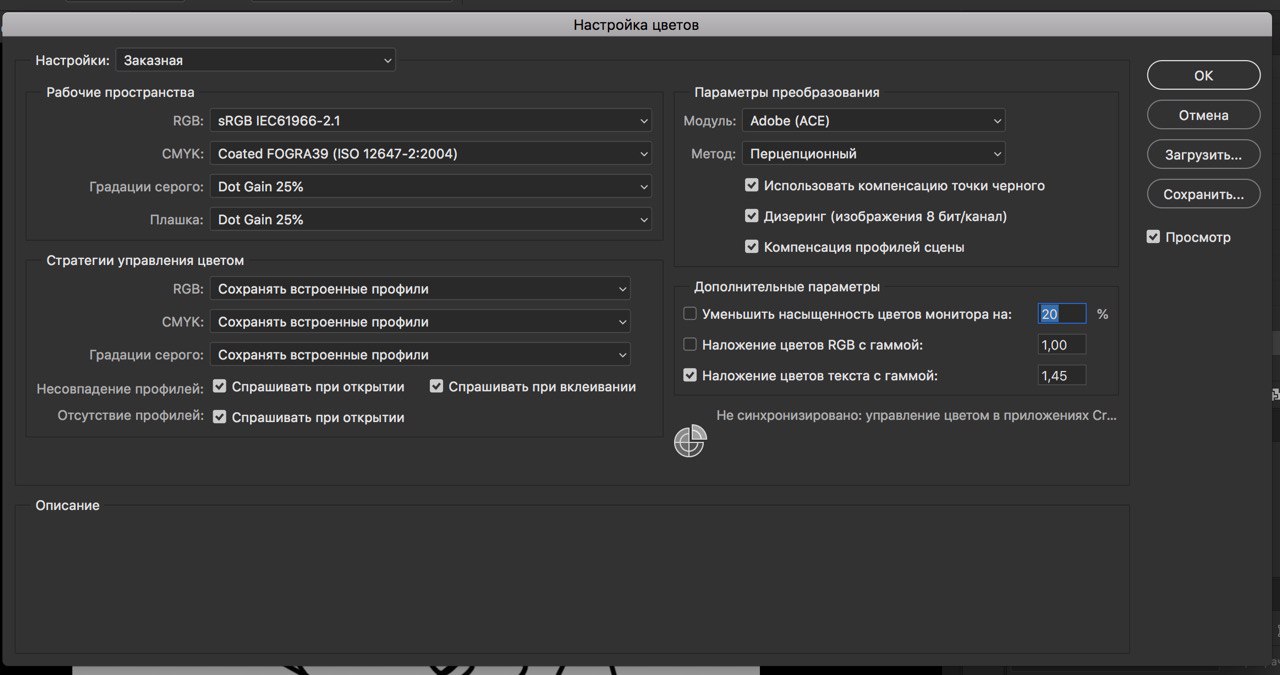 Настройка цветов
Настройки: Заказная
Рабочие пространства
RGB: sRGB IEC61966-2.1
CMYK: Coated FOGRA39 (ISO 12647-2:2004)
Градации серого: Dot Gain 25%
Плашка: Dot Gain 25%
Стратегии управления цветом
RGB: Сохранять встроенные профили
CMYK: Сохранять встроенные профили
Градации серого: Сохранять встроенные профили
Несовпадение профилей: Спрашивать при открытии Спрашивать при вклеивании
Отсутствие профилей: Спрашивать при открытии
Параметры преобразования
Модуль: Adobe (ACE)
Метод: Перцепционный
Использовать компенсацию точки черного
Дизеринг (изображения 8 бит/канал)
Компенсация профилей сцены
Дополнительные параметры
Уменьшить насыщенность цветов монитора на: 20 %
Наложение цветов RGB с гаммой: 1,00
Наложение цветов текста с гаммой: 1,45
Не синхронизировано: управление цветом в приложениях Cr...
OK
Отмена
Загрузить...
Сохранить...
Просмотр
Описание